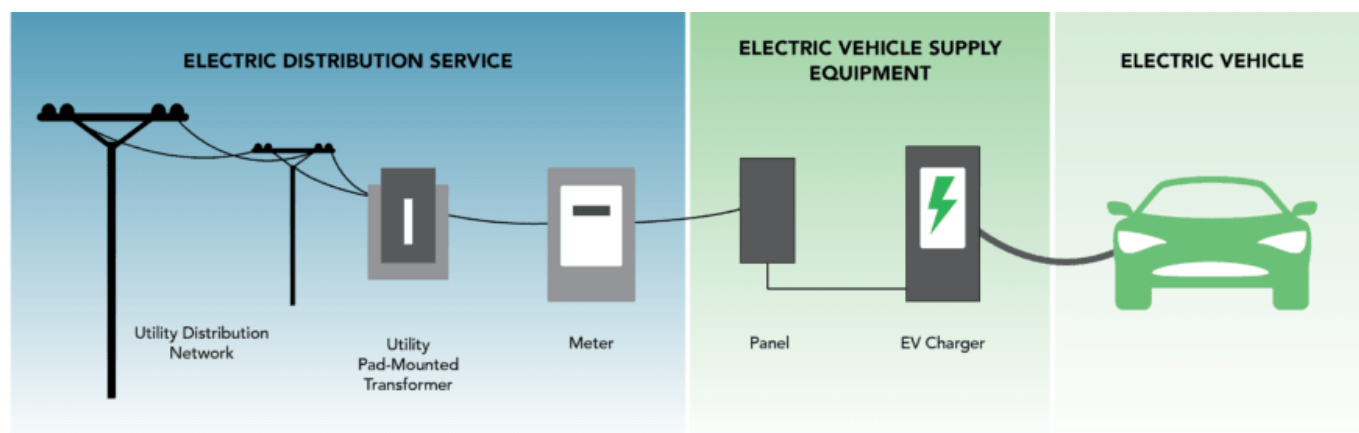 ELECTRIC DISTRIBUTION SERVICE
ELECTRIC VEHICLE SUPPLY
EQUIPMENT
ELECTRIC VEHICLE
Utility Distribution
Network
Utility
Pad-Mounted
Transformer
Meter
Panel
EV Charger